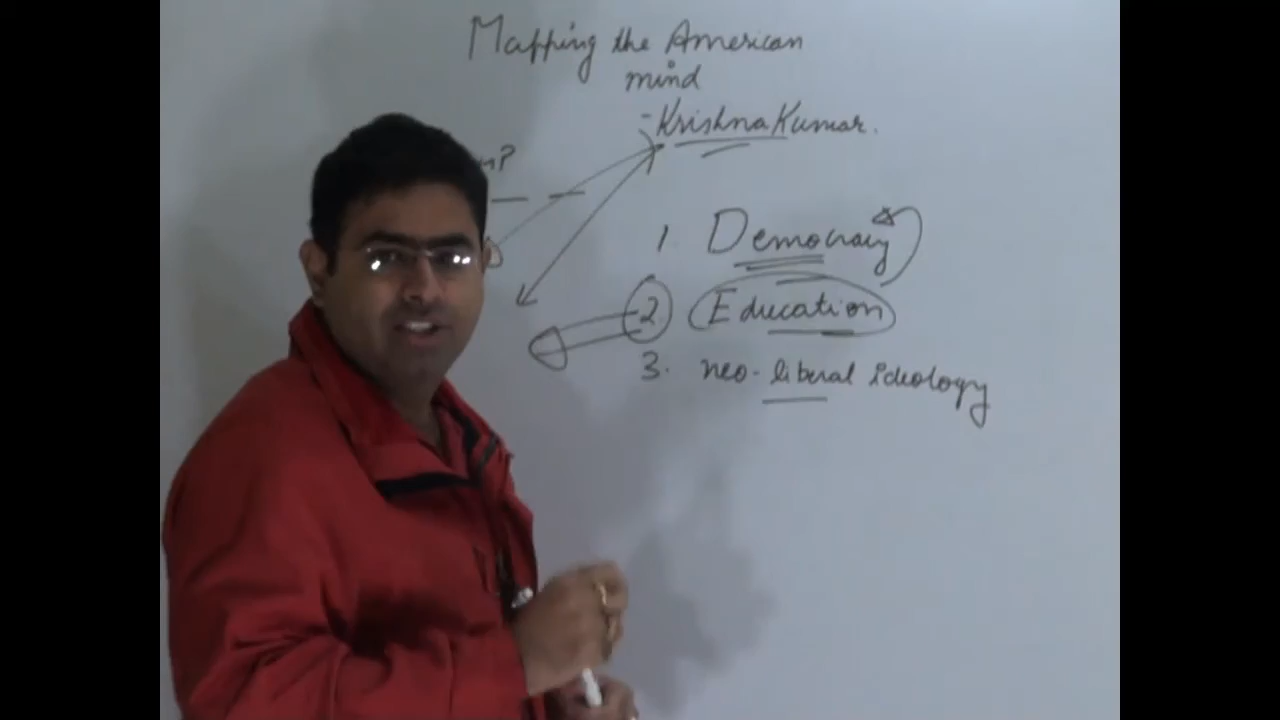 Mapping the American
mind
- Krishna Kumar.
1. Democracy
2. Education
3. neo-liberal ideology